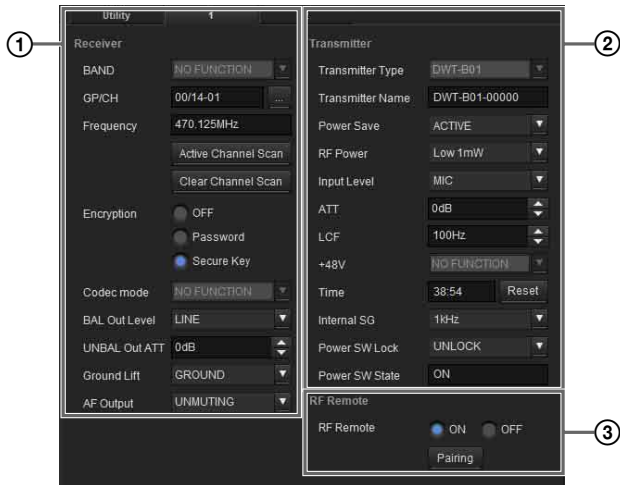 Utility
1
① 
Receiver
BAND NO FUNCTION
GP/CH 00/14-01 ...
Frequency 470.125MHz
Active Channel Scan
Clear Channel Scan
Encryption OFF
Password
Secure Key
Codec mode NO FUNCTION
BAL Out Level LINE
UNBAL Out ATT 0dB
Ground Lift GROUND
AF Output UNMUTING
②
Transmitter
Transmitter Type DWT-B01
Transmitter Name DWT-B01-00000
Power Save ACTIVE
RF Power Low 1mW
Input Level MIC
ATT 0dB
LCF 100Hz
+48V NO FUNCTION
Time 38:54 Reset
Internal SG 1kHz
Power SW Lock UNLOCK
Power SW State ON
③
RF Remote
RF Remote ON OFF
Pairing